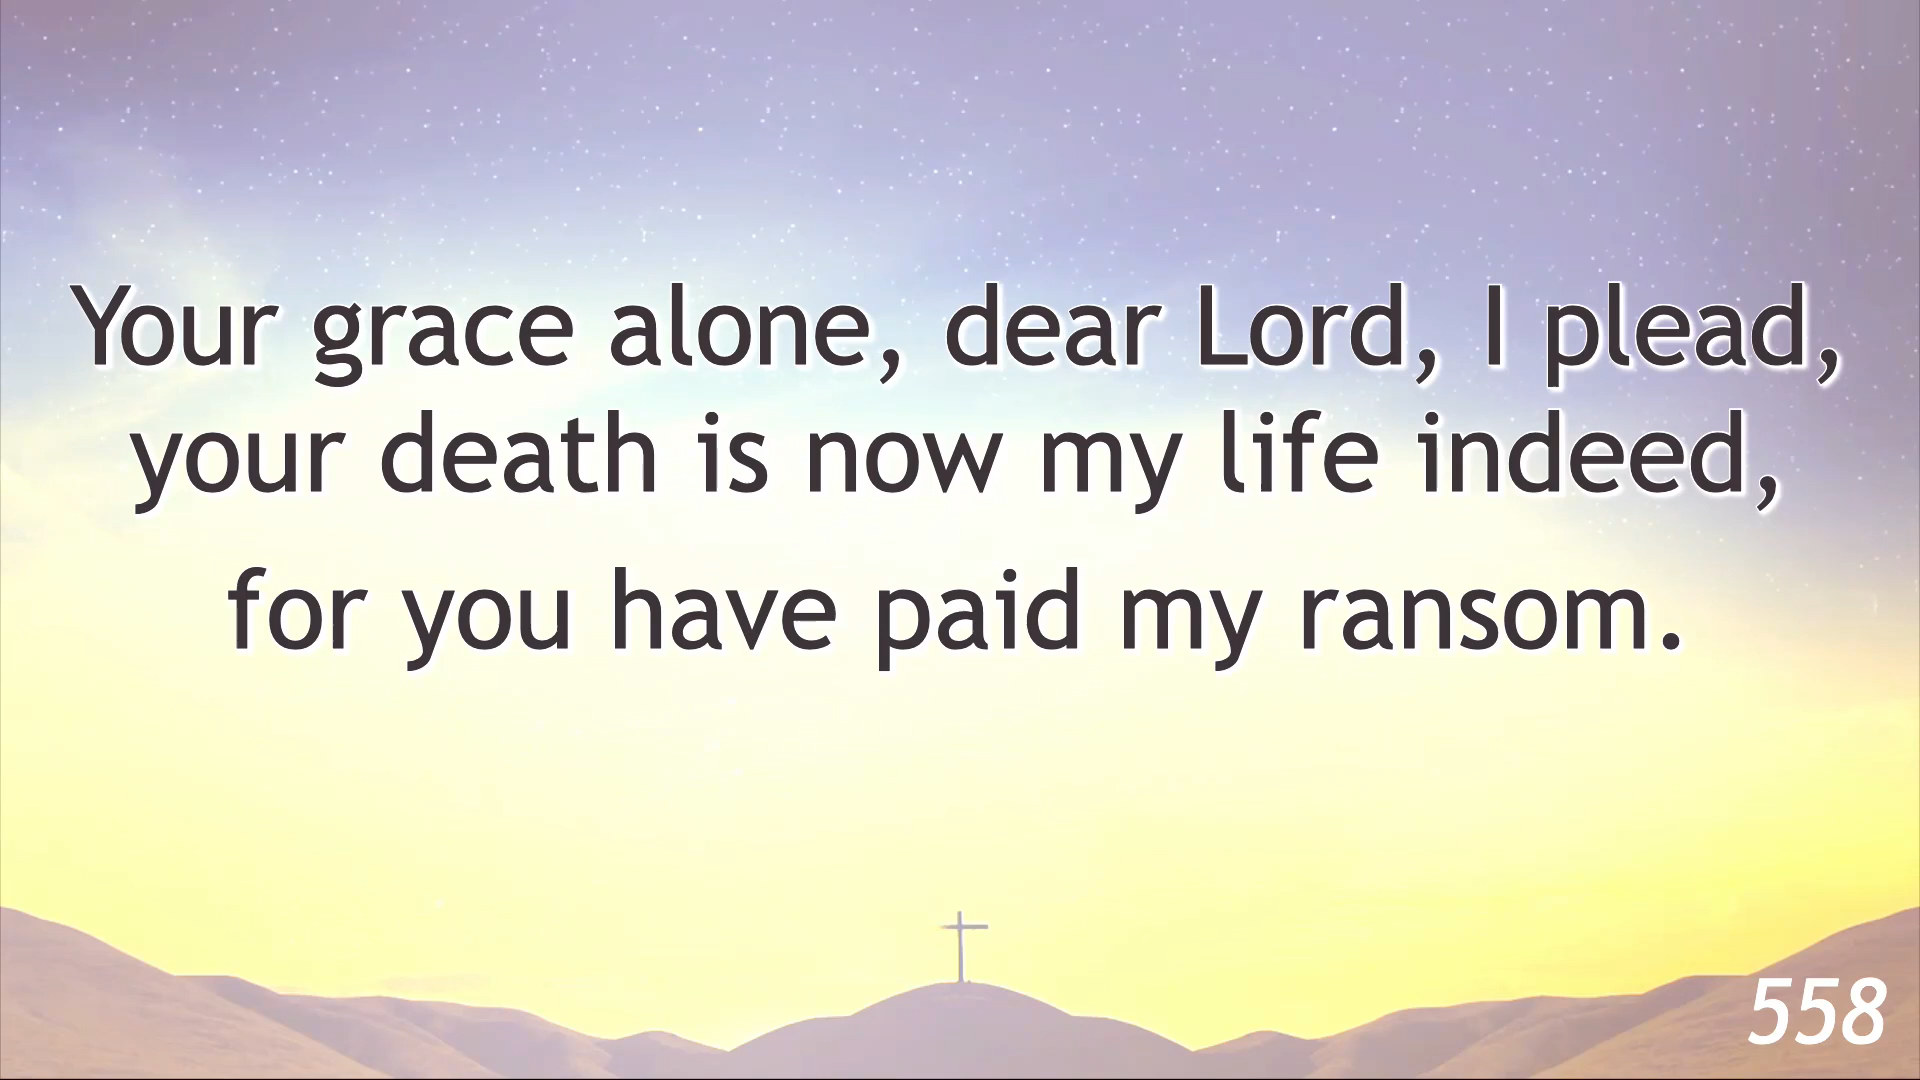 Your grace alone, dear Lord, I plead,
your death is now my life indeed,
for you have paid my ransom.
558